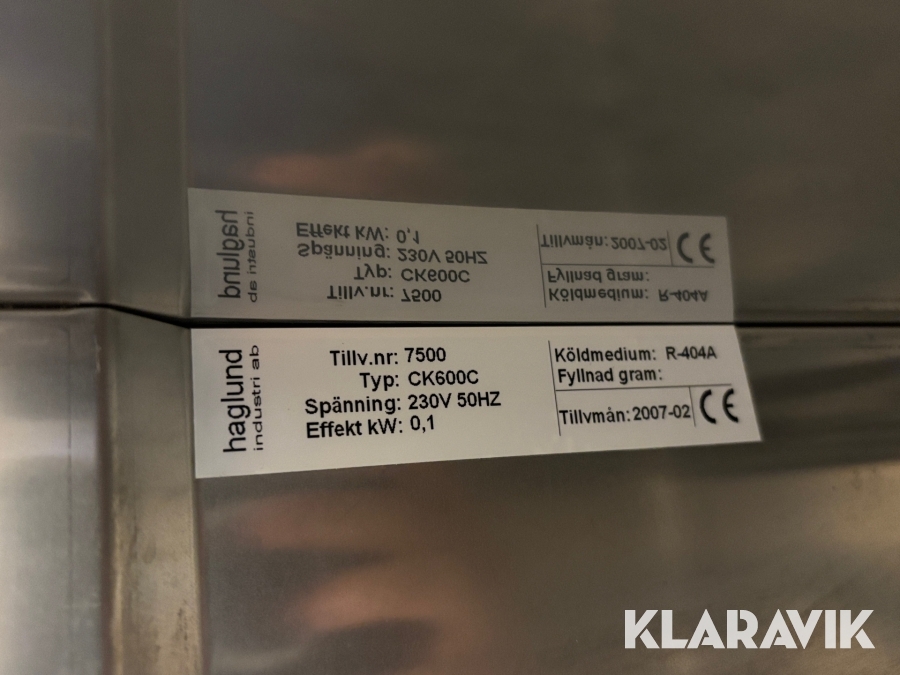 haglund
industri ab
Tillv.nr: 7500
Typ: CK600C
Spänning: 230V 50HZ
Effekt kW: 0,1
Köldmedium: R-404A
Fyllnad gram:
Tillvmån: 2007-02
CE
KLARAVIK